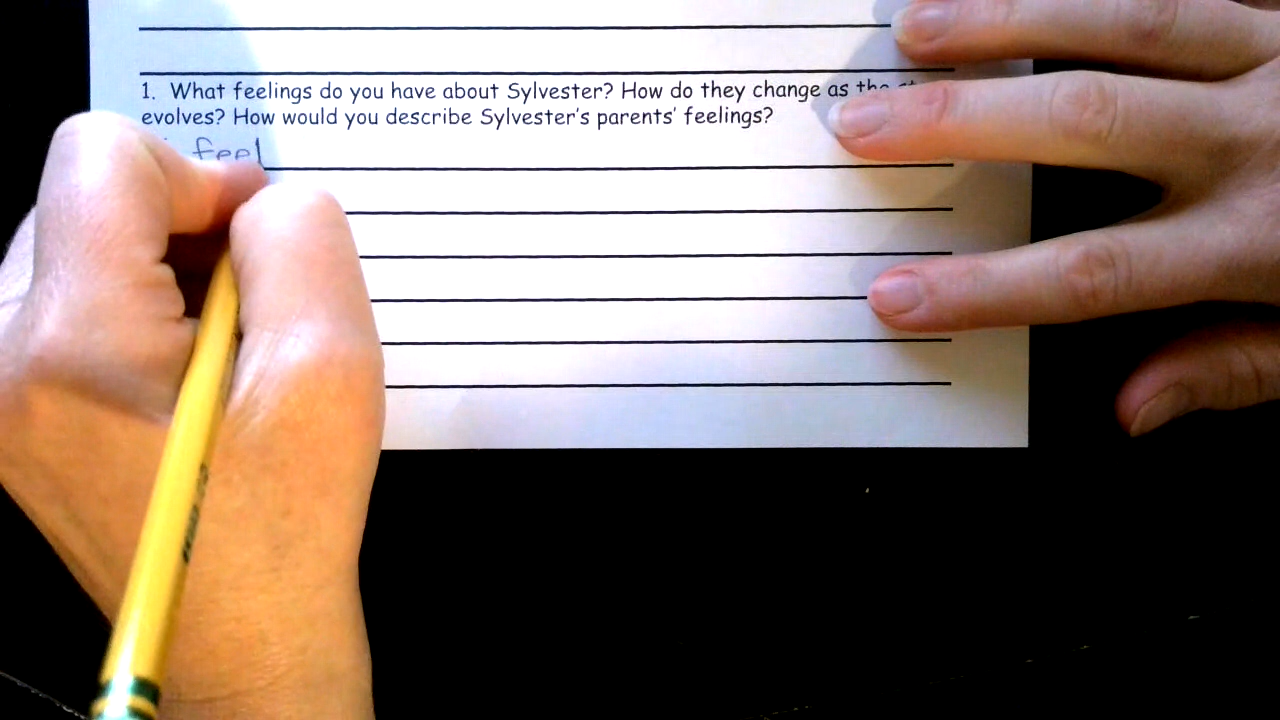 1. What feelings do you have about Sylvester? How do they change as the
evolves? How would you describe Sylvester's parents' feelings?
feel